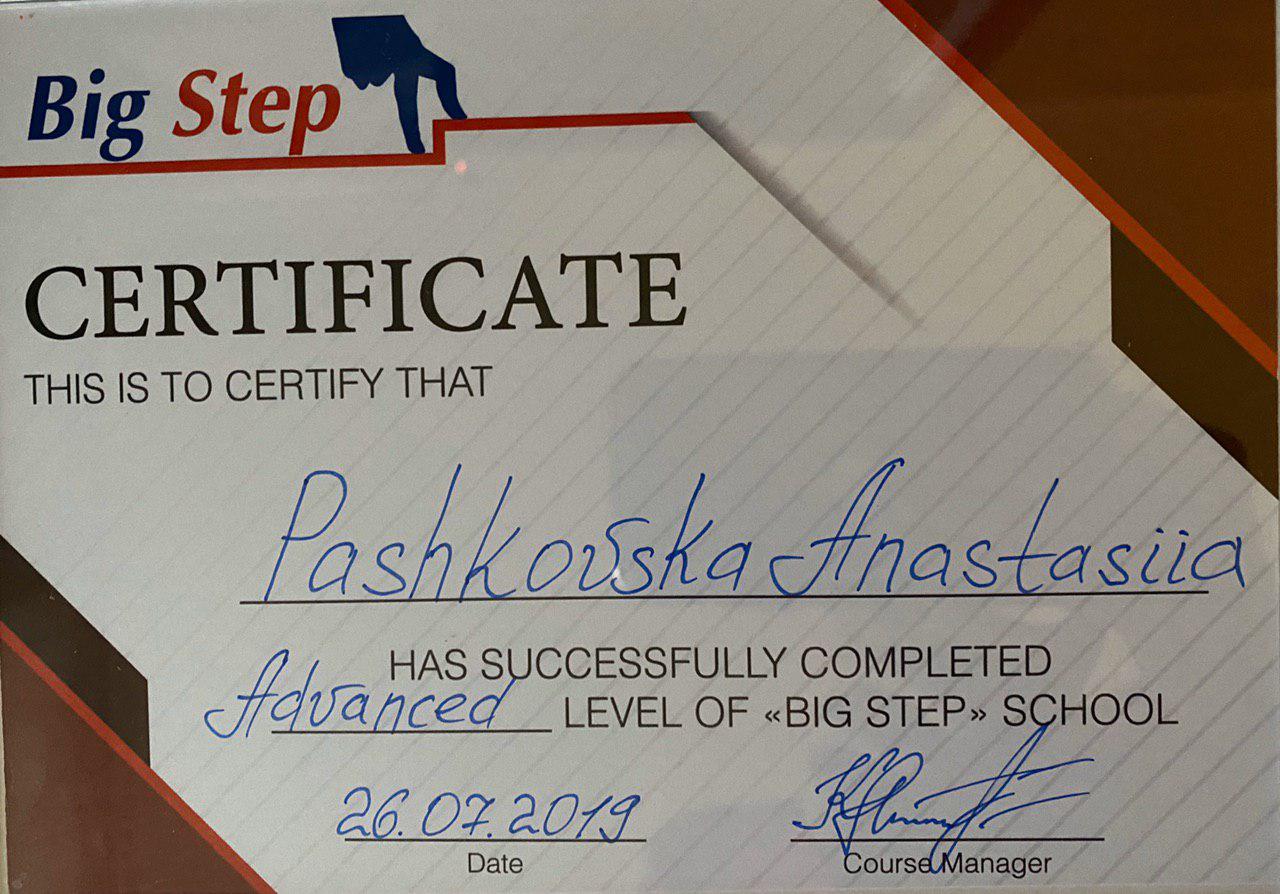 Big Step
CERTIFICATE
THIS IS TO CERTIFY THAT
Pashkovska Anastasiia
HAS SUCCESSFULLY COMPLETED
Advanced LEVEL OF «BIG STEP» SCHOOL
26.07.2019
Date
Course Manager